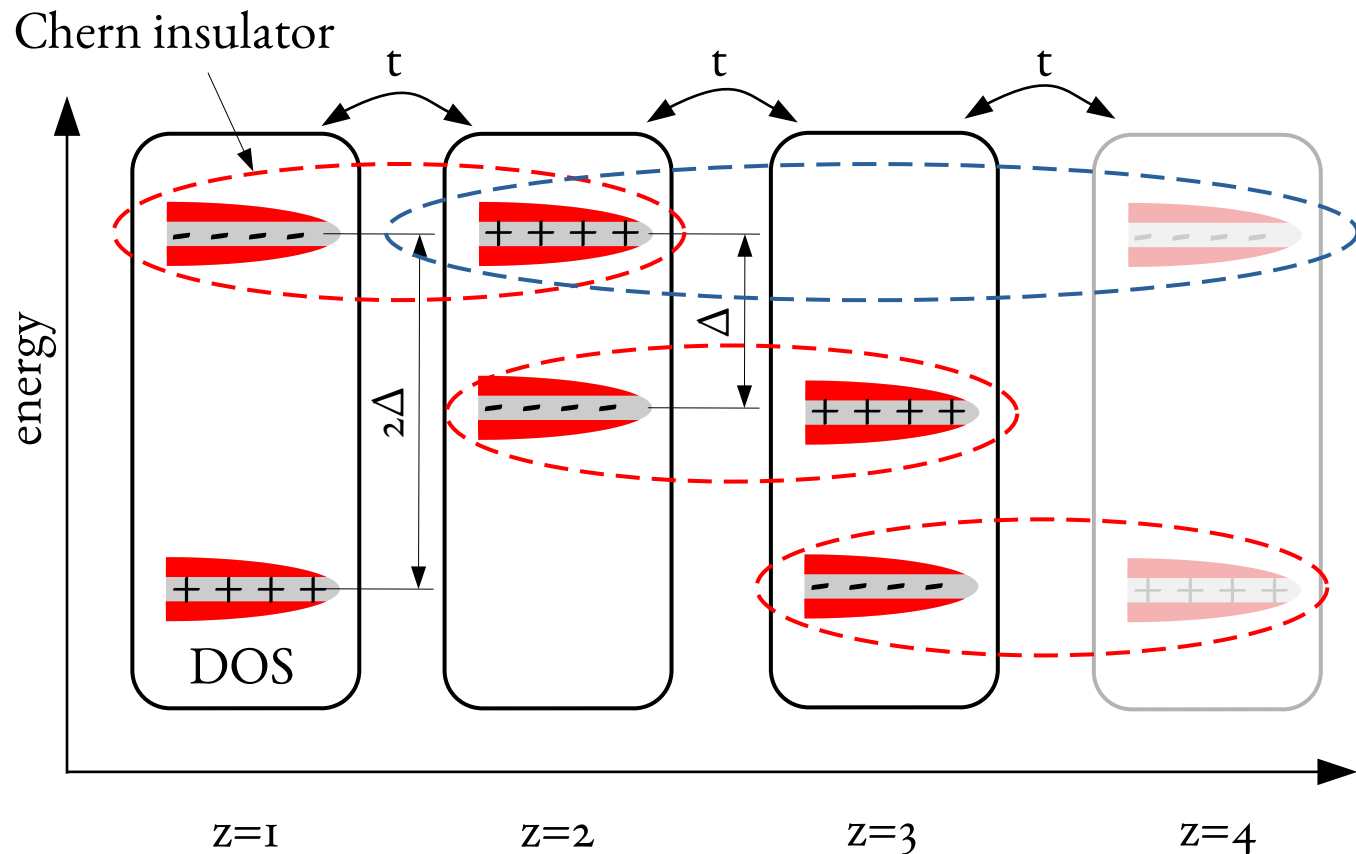 Chern insulator
t t t
energy
- - - -
+ + + +
- - - -
2Δ
Δ
- - - -
+ + + +
+ + + +
- - - -
+ + + +
DOS
z=1 z=2 z=3 z=4